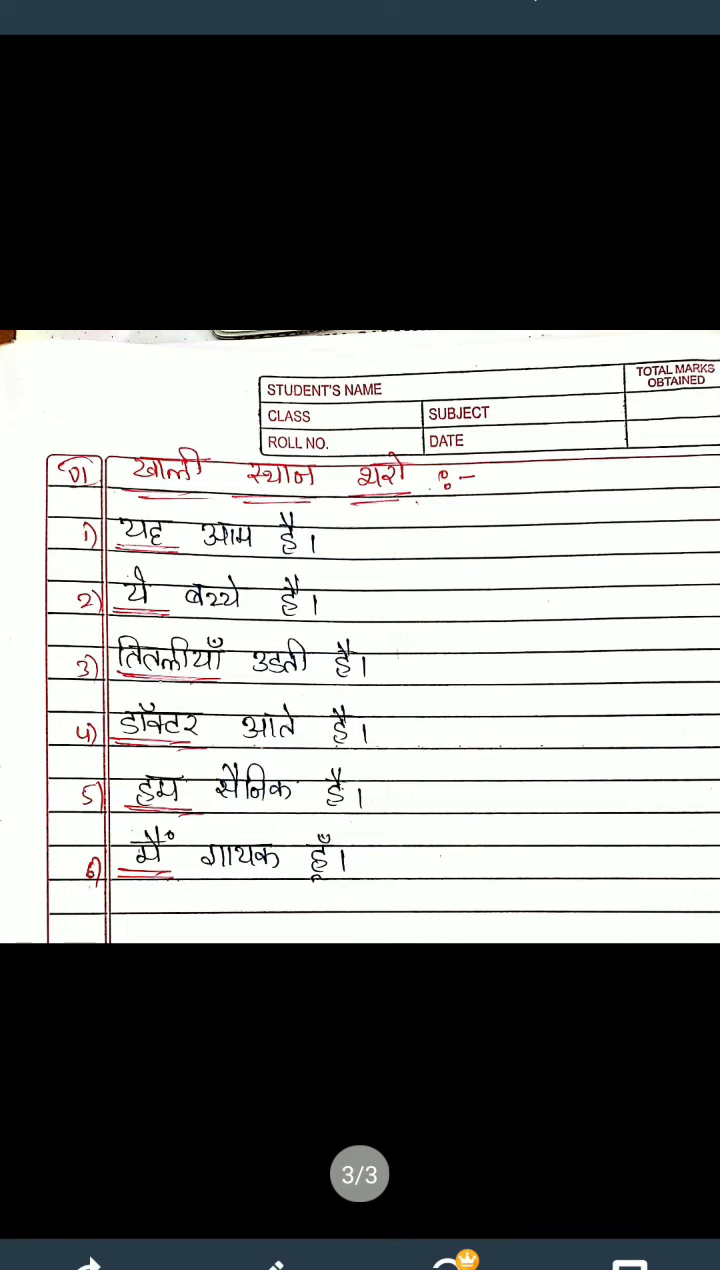 STUDENT'S NAME
TOTAL MARKS
OBTAINED
CLASS
SUBJECT
ROLL NO.
DATE
खाली स्थान भरो :-
1) यह आम है।
2) ये बच्चे है।
3) तितलीयाँ उडती है।
4) डॉक्टर आते है।
5) हम सैनिक है।
6) मैं गायक हूँ।
3/3